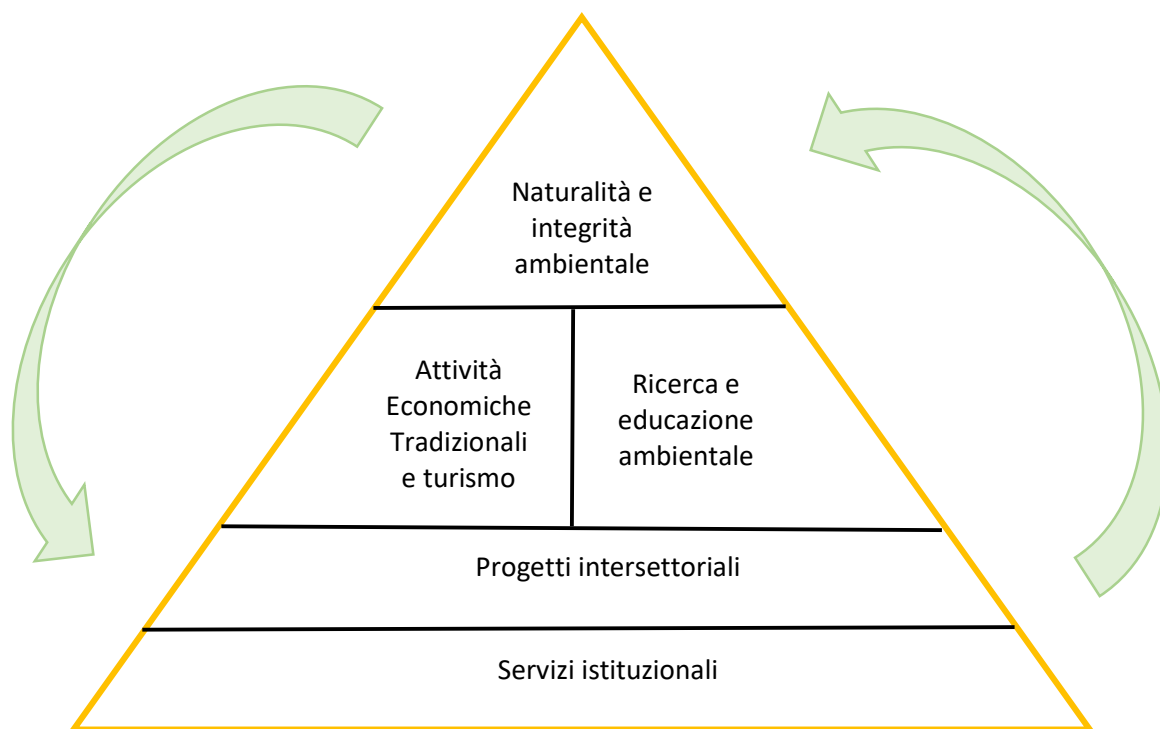 Naturalità e
integrità
ambientale
Attività
Economiche
Tradizionali
e turismo
Ricerca e
educazione
ambientale
Progetti intersettoriali
Servizi istituzionali